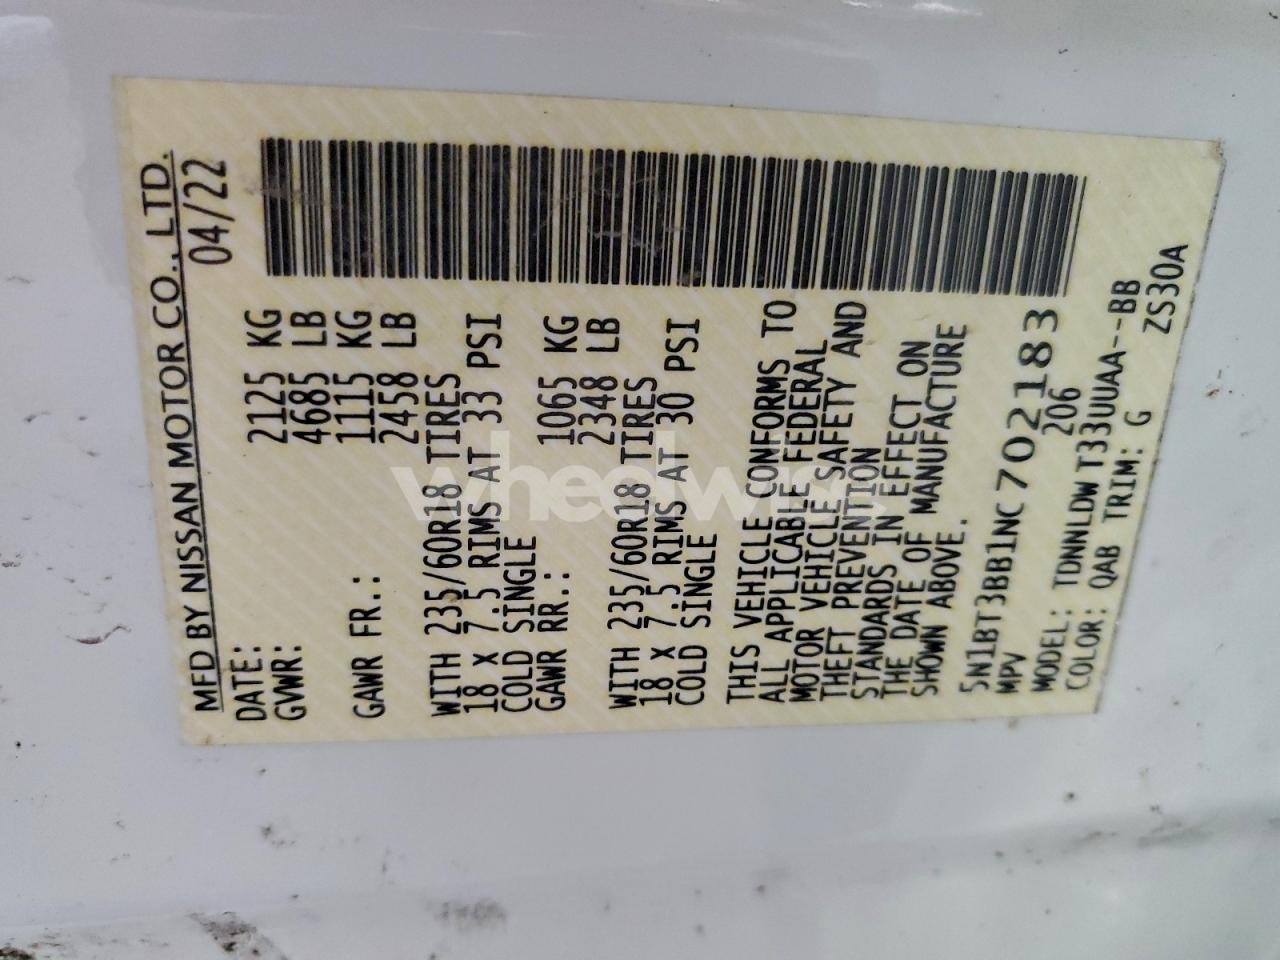 MFD BY NISSAN MOTOR CO., LTD.
DATE: 04/22
GVWR: 2125 KG
4685 LB
GAWR FR.: 1115 KG
2458 LB
WITH 235/60R18 TIRES
18 X 7.5 RIMS AT 33 PSI
COLD SINGLE
GAWR RR.: 1065 KG
2348 LB
WITH 235/60R18 TIRES
18 X 7.5 RIMS AT 30 PSI
COLD SINGLE
THIS VEHICLE CONFORMS TO
ALL APPLICABLE FEDERAL
MOTOR VEHICLE SAFETY AND
THEFT PREVENTION
STANDARDS IN EFFECT ON
THE DATE OF MANUFACTURE
SHOWN ABOVE.
5N1BT3BB1NC702183
MPV 206
MODEL: TDNNLDW T33UUAA--BB
COLOR: QAB TRIM: G ZS30A
wheelwise